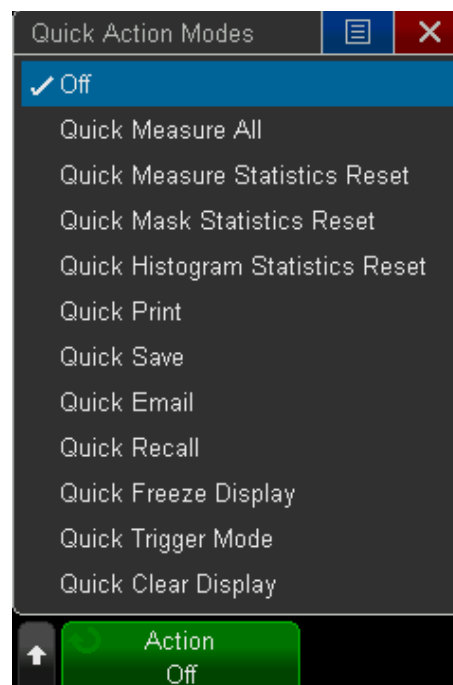 Quick Action Modes
Off
Quick Measure All
Quick Measure Statistics Reset
Quick Mask Statistics Reset
Quick Histogram Statistics Reset
Quick Print
Quick Save
Quick Email
Quick Recall
Quick Freeze Display
Quick Trigger Mode
Quick Clear Display
Action
Off